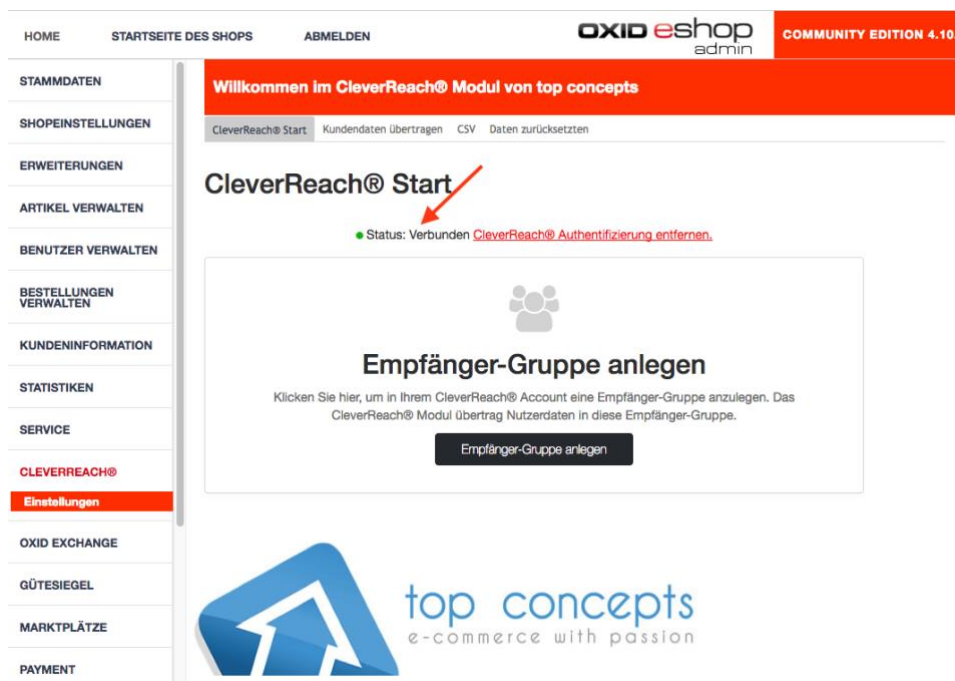 HOME STARTSEITE DES SHOPS ABMELDEN
OXID eshop
admin
COMMUNITY EDITION 4.10.
STAMMDATEN
SHOPEINSTELLUNGEN
ERWEITERUNGEN
ARTIKEL VERWALTEN
BENUTZER VERWALTEN
BESTELLUNGEN
VERWALTEN
KUNDENINFORMATION
STATISTIKEN
SERVICE
CLEVERREACH®
Einstellungen
OXID EXCHANGE
GÜTESIEGEL
MARKTPLÄTZE
PAYMENT
Willkommen im CleverReach® Modul von top concepts
CleverReach® Start Kundendaten übertragen CSV Daten zurücksetzten
CleverReach® Start
Status: Verbunden CleverReach® Authentifizierung entfernen.
Empfänger-Gruppe anlegen
Klicken Sie hier, um in Ihrem CleverReach® Account eine Empfänger-Gruppe anzulegen. Das
CleverReach® Modul übertrag Nutzerdaten in diese Empfänger-Gruppe.
Empfänger-Gruppe anlegen
top concepts
e-commerce with passion